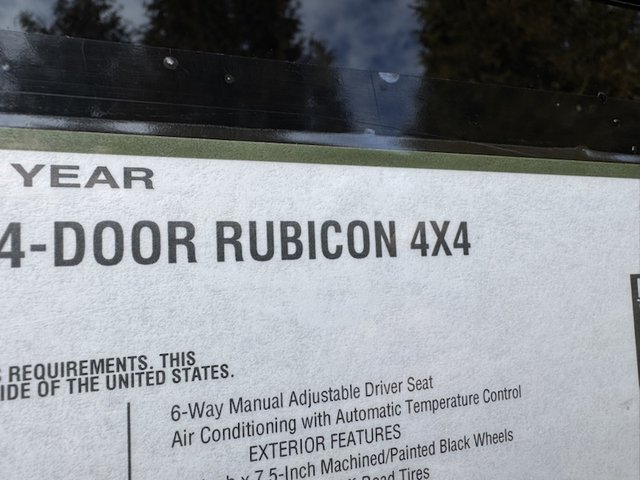 YEAR
4-DOOR RUBICON 4X4
REQUIREMENTS. THIS
IDE OF THE UNITED STATES.
6-Way Manual Adjustable Driver Seat
Air Conditioning with Automatic Temperature Control
EXTERIOR FEATURES
x 7.5-Inch Machined/Painted Black Wheels
Road Tires